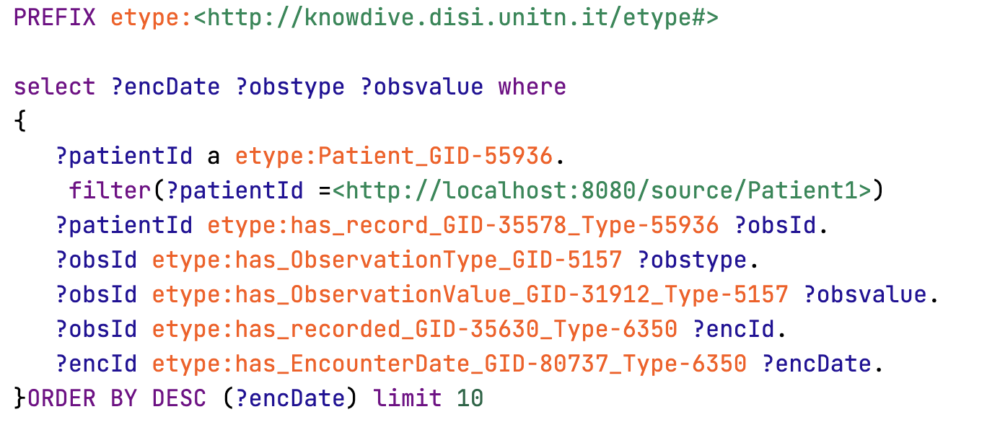 PREFIX etype:<http://knowdive.disi.unitn.it/etype#>
select ?encDate ?obstype ?obsvalue where
{
?patientId a etype:Patient_GID-55936.
filter(?patientId =<http://localhost:8080/source/Patient1>)
?patientId etype:has_record_GID-35578_Type-55936 ?obsId.
?obsId etype:has_ObservationType_GID-5157 ?obstype.
?obsId etype:has_ObservationValue_GID-31912_Type-5157 ?obsvalue.
?obsId etype:has_recorded_GID-35630_Type-6350 ?encId.
?encId etype:has_EncounterDate_GID-80737_Type-6350 ?encDate.
}ORDER BY DESC (?encDate) limit 10